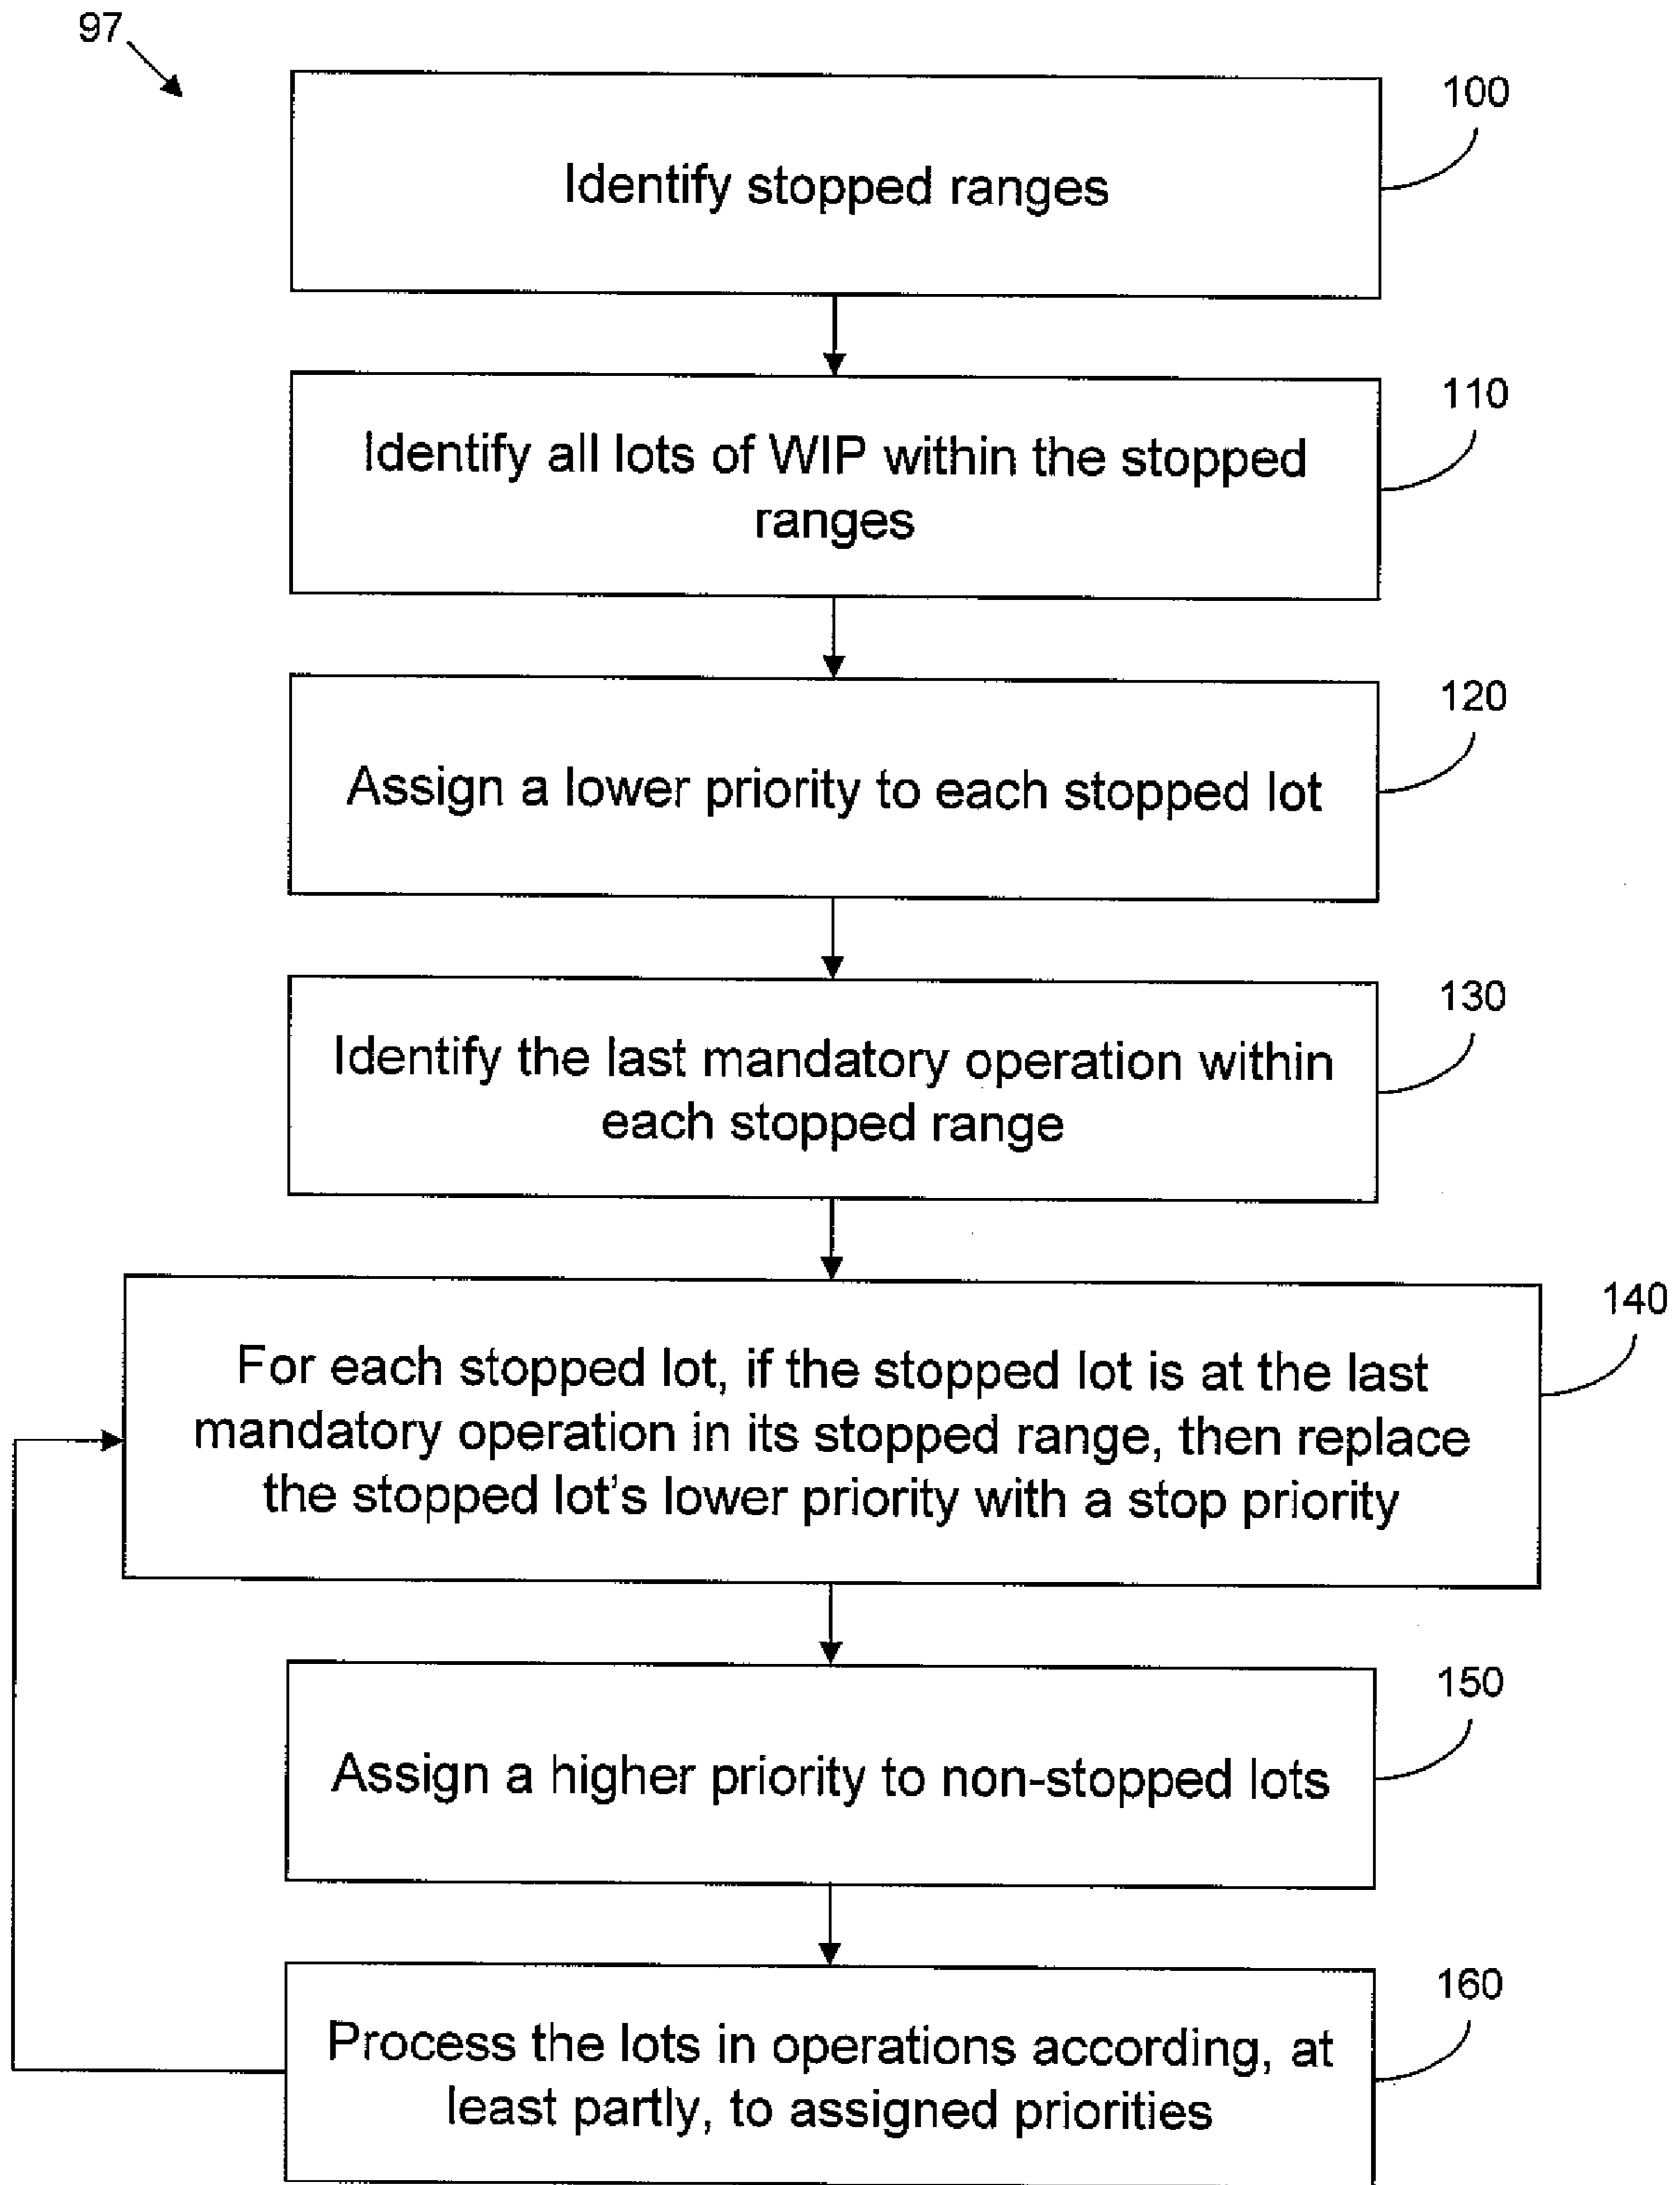 97
100
Identify stopped ranges
110
Identify all lots of WIP within the stopped
ranges
120
Assign a lower priority to each stopped lot
130
Identify the last mandatory operation within
each stopped range
140
For each stopped lot, if the stopped lot is at the last
mandatory operation in its stopped range, then replace
the stopped lot's lower priority with a stop priority
150
Assign a higher priority to non-stopped lots
160
Process the lots in operations according, at
least partly, to assigned priorities